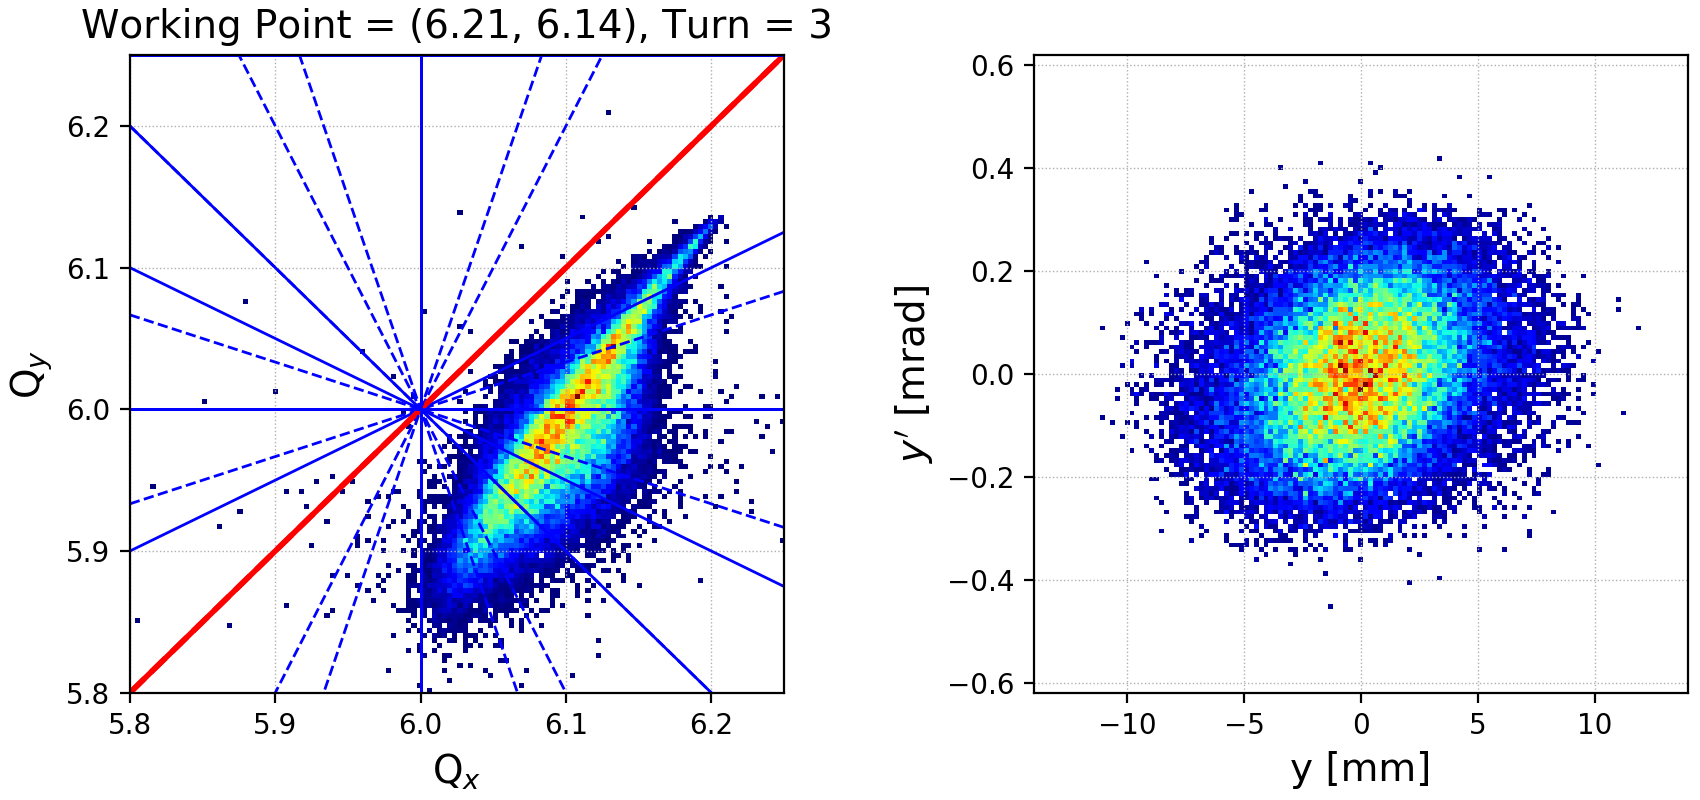 Working Point = (6.21, 6.14), Turn = 3
6.2
6.1
6.0
5.9
5.8
Q_y
5.8 5.9 6.0 6.1 6.2
Q_x
0.6
0.4
0.2
0.0
−0.2
−0.4
−0.6
y′ [mrad]
−10 −5 0 5 10
y [mm]